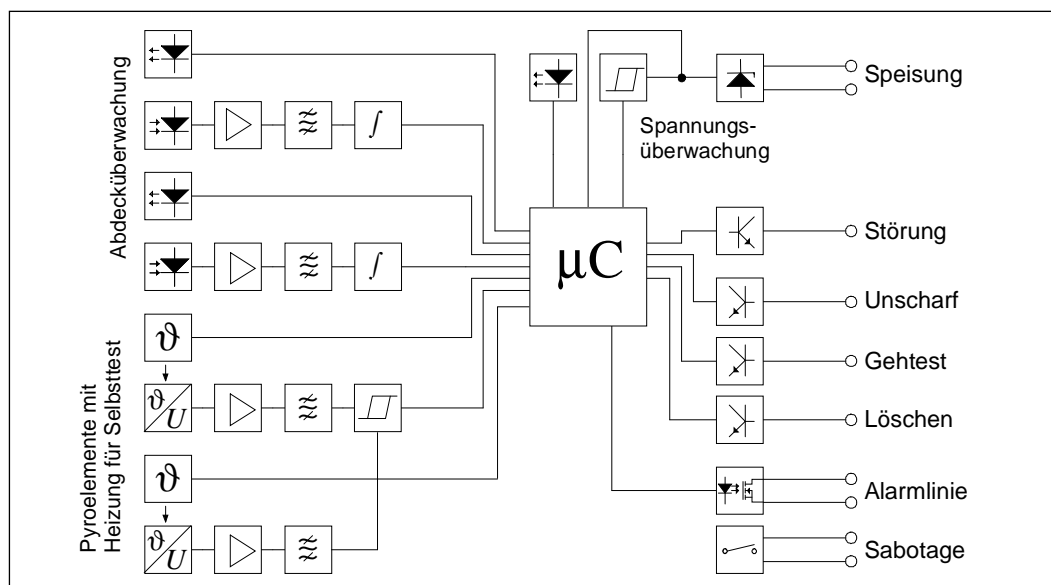 Abdecküberwachung
Pyroelemente mit
Heizung für Selbsttest
∫
∫
ϑ
ϑ/U
ϑ
ϑ/U
µC
Spannungs-
überwachung
Speisung
Störung
Unscharf
Gehtest
Löschen
Alarmlinie
Sabotage